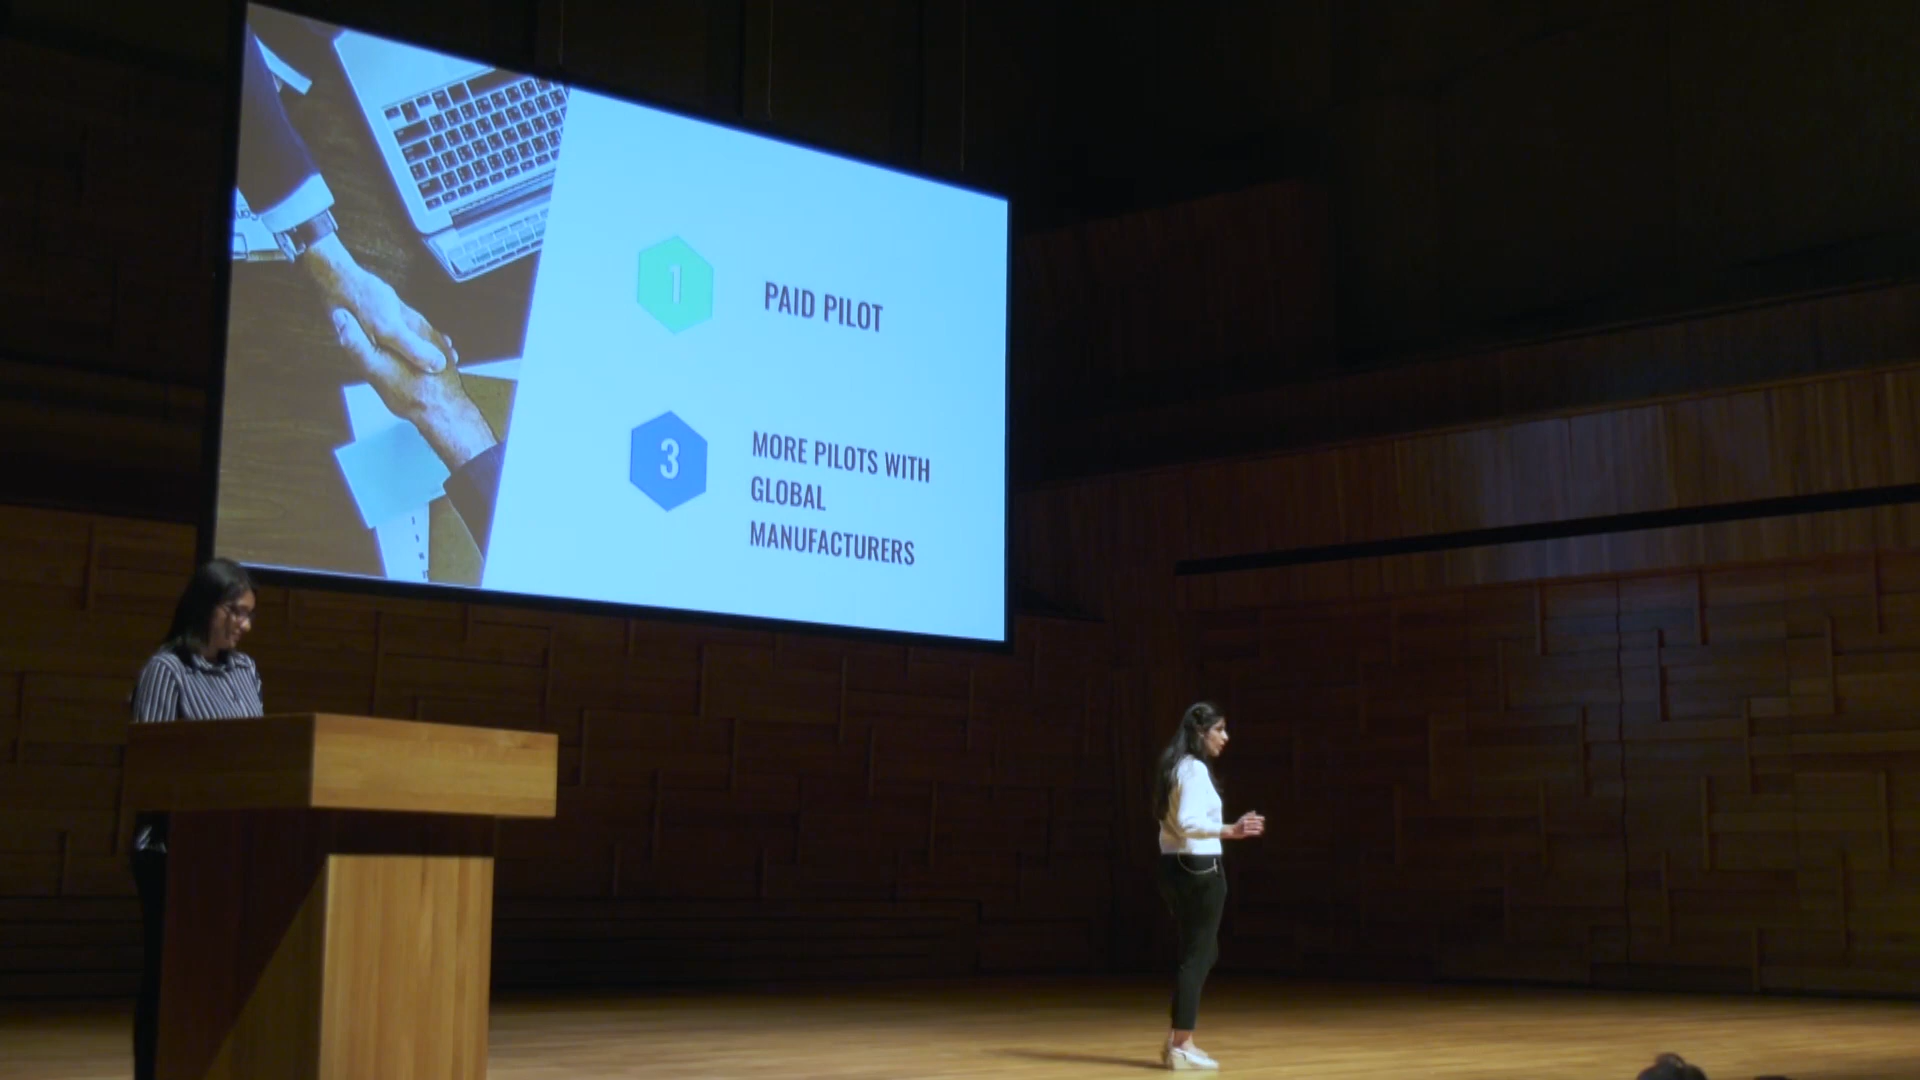 1
PAID PILOT
3
MORE PILOTS WITH
GLOBAL
MANUFACTURERS